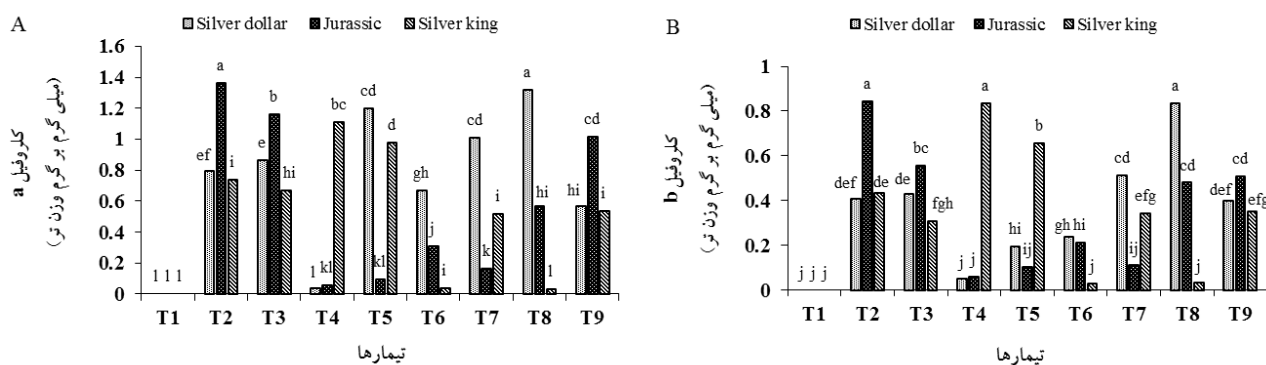 A
Silver dollar Jurassic Silver king
کلروفیل a
(میلی گرم بر گرم وزن تر)
1.6
1.4
1.2
1
0.8
0.6
0.4
0.2
0
l l l
ef a i
e b hi
l kl bc
cd kl d
gh j i
cd k i
a hi l
hi cd i
T1 T2 T3 T4 T5 T6 T7 T8 T9
تیمارها
B
Silver dollar Jurassic Silver king
کلروفیل b
(میلی گرم بر گرم وزن تر)
1
0.8
0.6
0.4
0.2
0
j j j
def a de
de bc fgh
j j a
hi ij b
gh hi j
cd ij efg
a cd j
def cd efg
T1 T2 T3 T4 T5 T6 T7 T8 T9
تیمارها